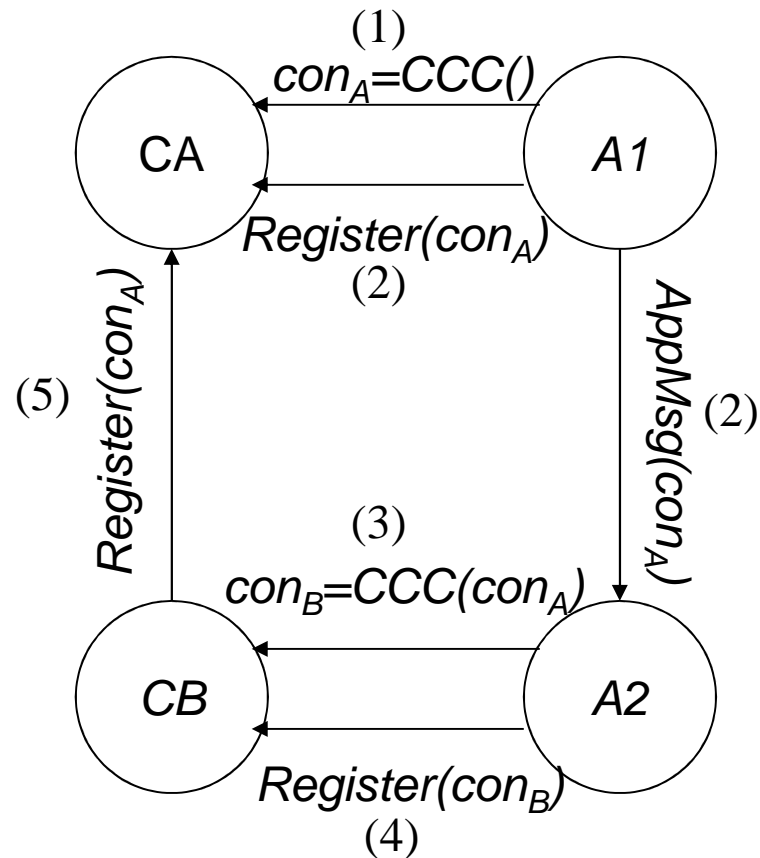 (1)
con_A=CCC()
CA
A1
Register(con_A)
(2)
Register(con_A)
(5)
AppMsg(con_A)
(2)
(3)
con_B=CCC(con_A)
CB
A2
Register(con_B)
(4)